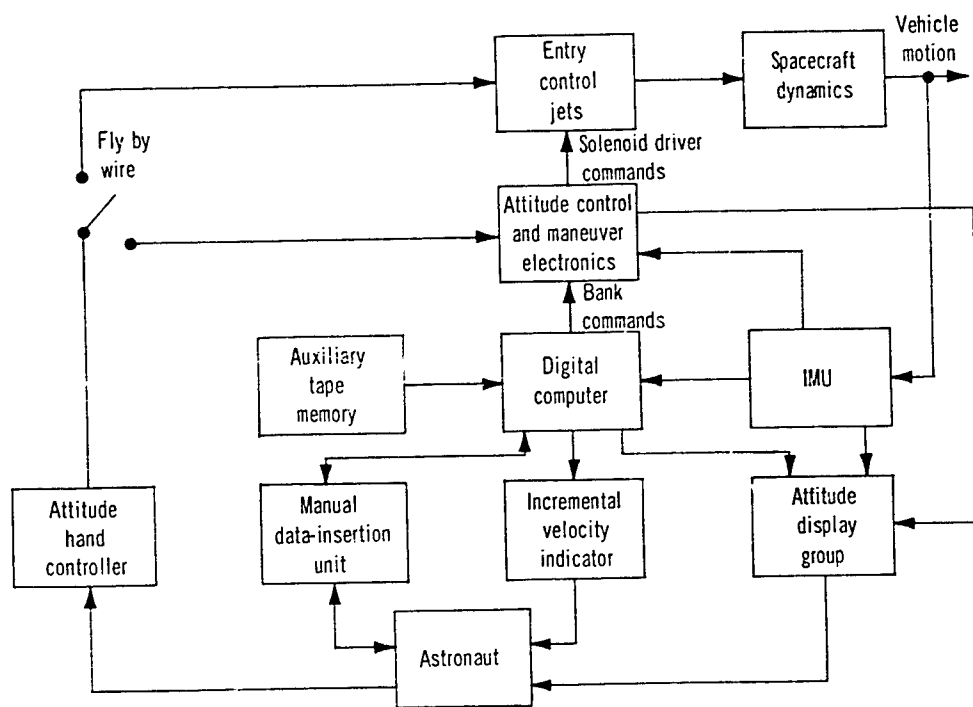 Entry
control
jets
Spacecraft
dynamics
Vehicle
motion
Fly by
wire
Solenoid driver
commands
Attitude control
and maneuver
electronics
Bank
commands
Auxiliary
tape
memory
Digital
computer
IMU
Attitude
hand
controller
Manual
data-insertion
unit
Incremental
velocity
indicator
Attitude
display
group
Astronaut